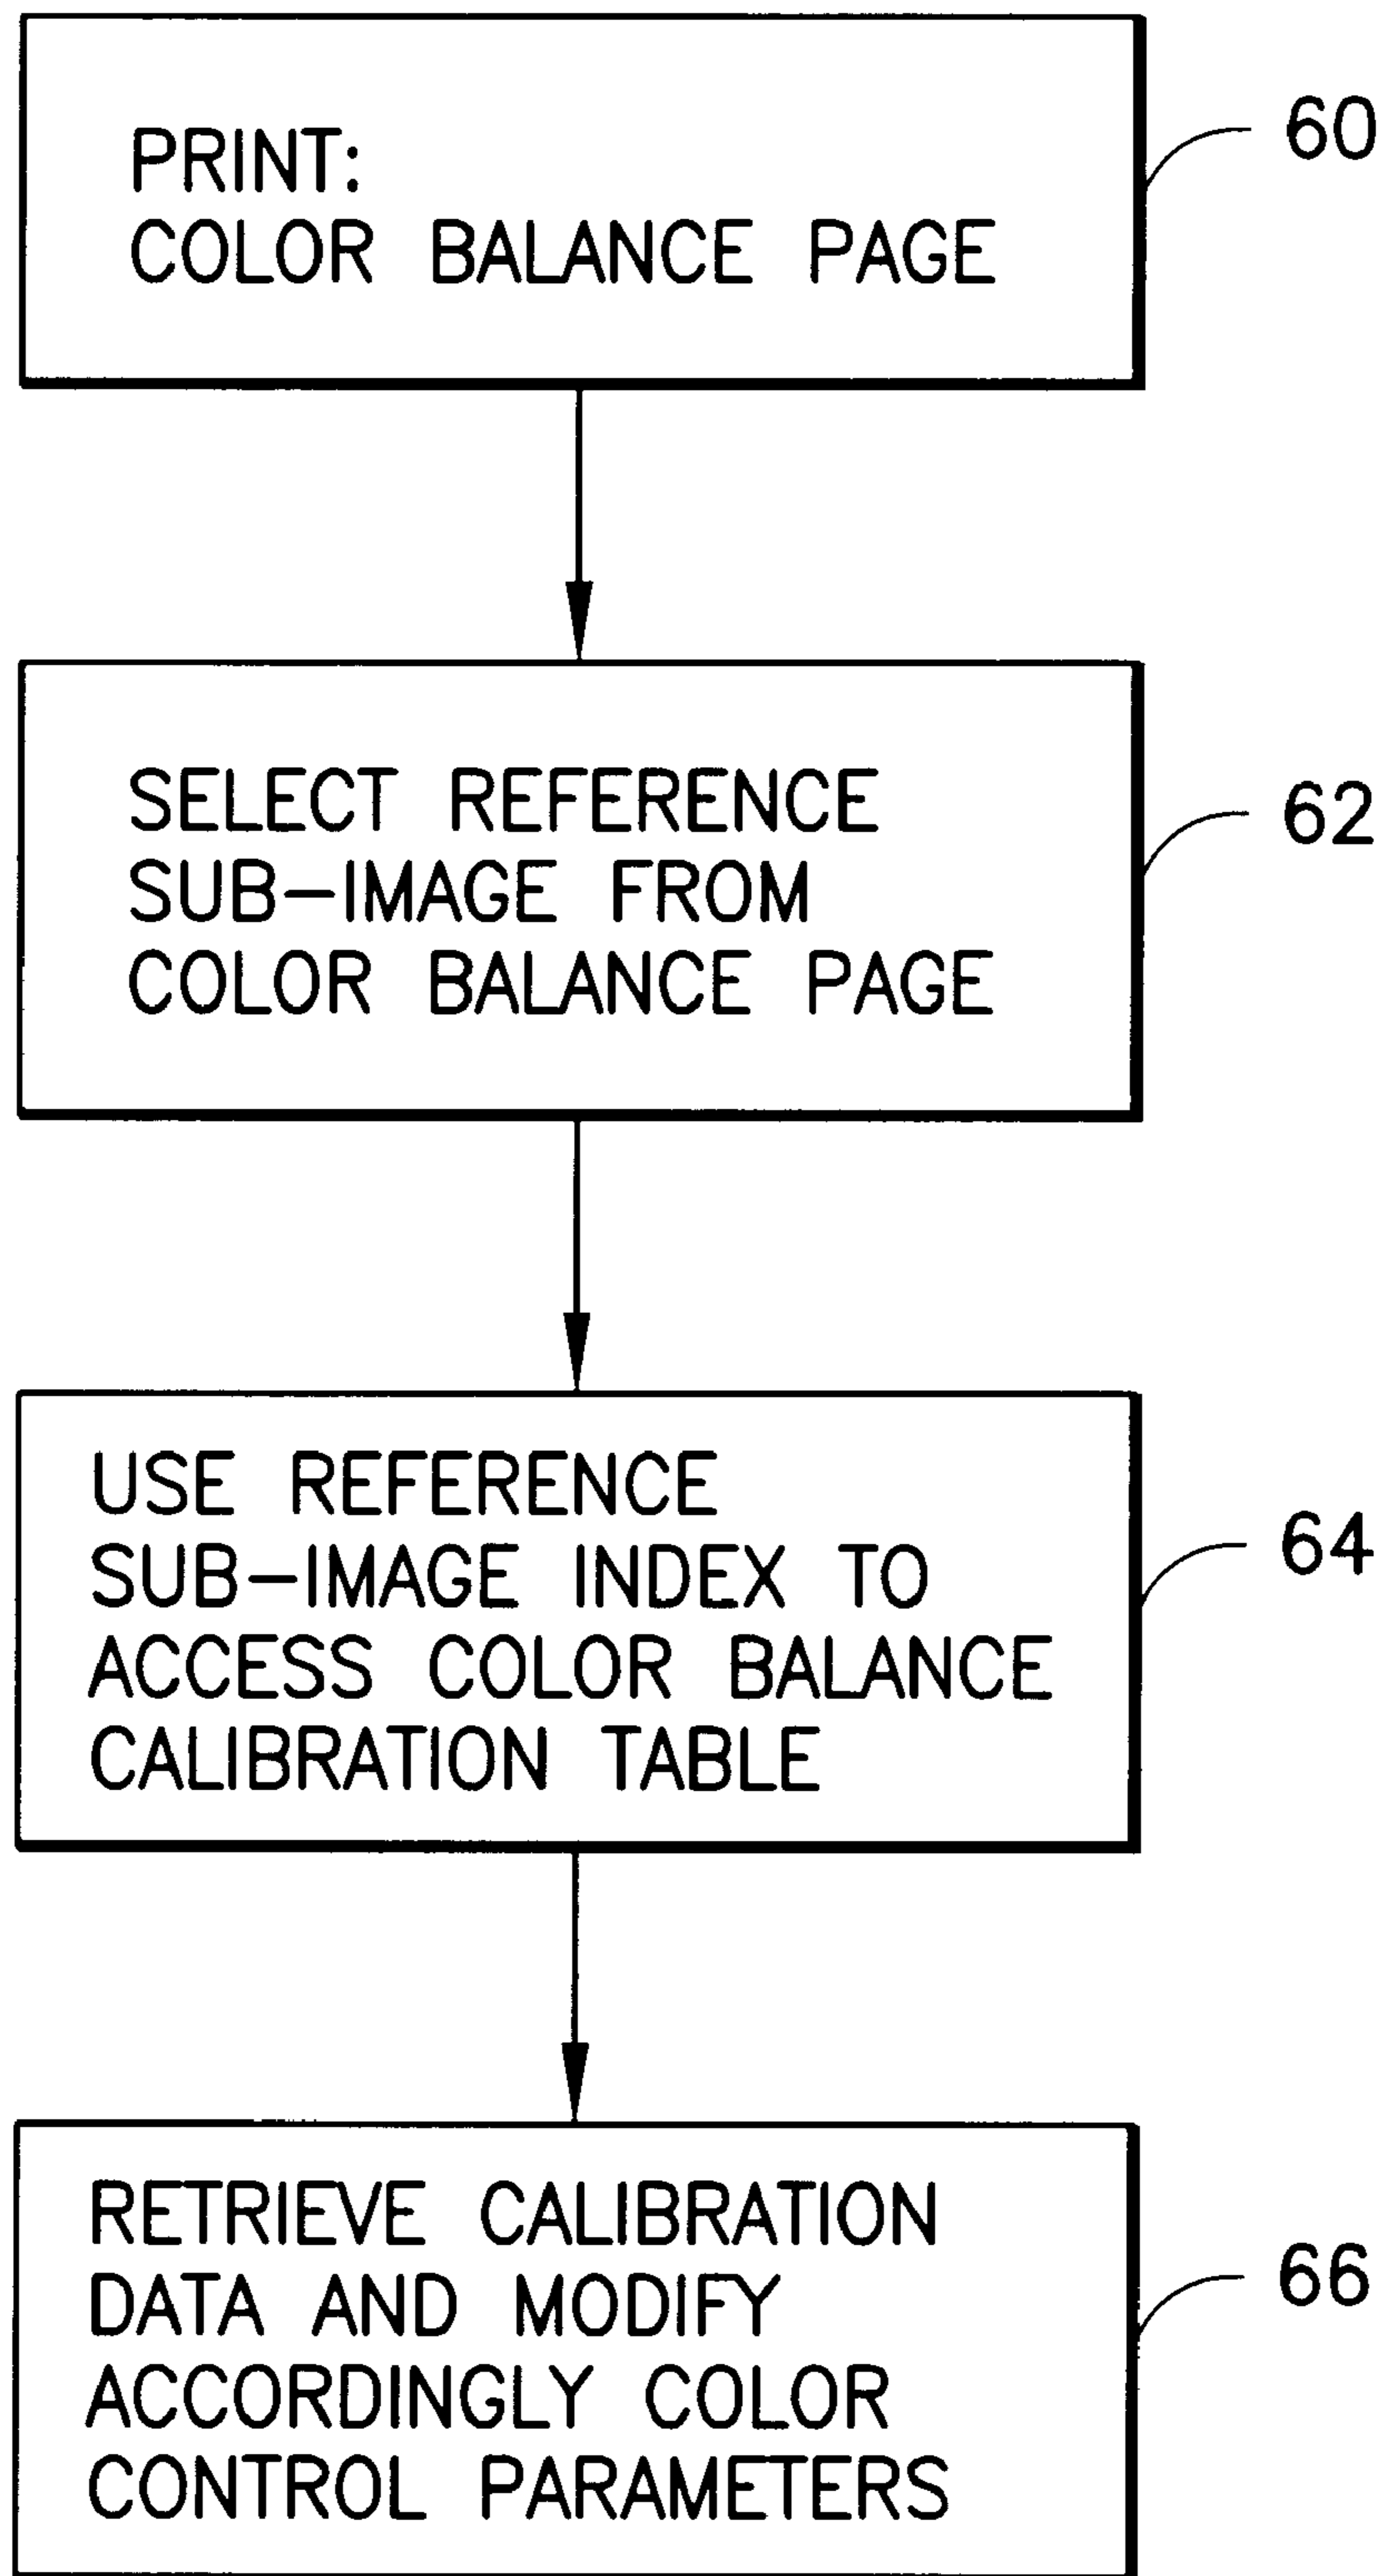 PRINT:
COLOR BALANCE PAGE
60
SELECT REFERENCE
SUB-IMAGE FROM
COLOR BALANCE PAGE
62
USE REFERENCE
SUB-IMAGE INDEX TO
ACCESS COLOR BALANCE
CALIBRATION TABLE
64
RETRIEVE CALIBRATION
DATA AND MODIFY
ACCORDINGLY COLOR
CONTROL PARAMETERS
66